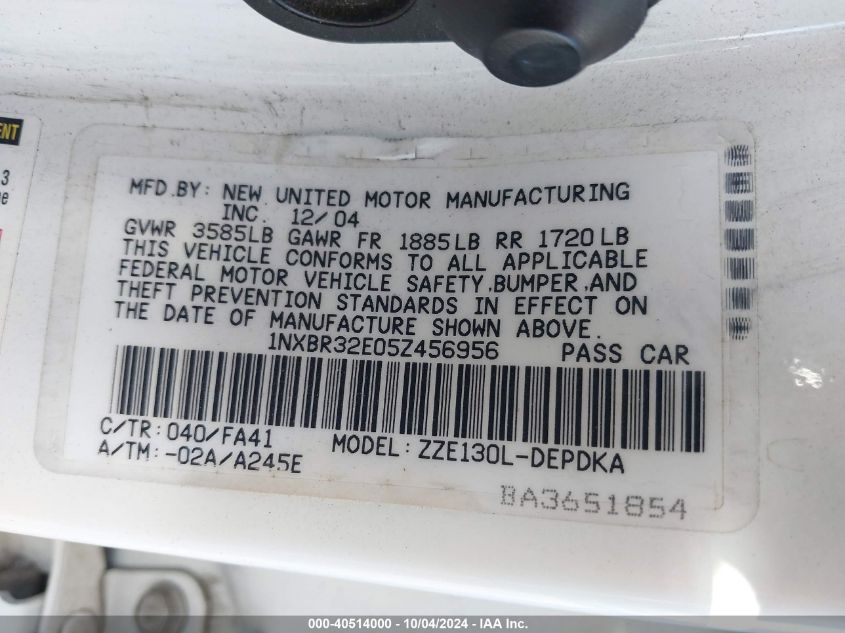 ENT
3
MFD.BY: NEW UNITED MOTOR MANUFACTURING
INC. 12/04
GVWR 3585LB GAWR FR 1885LB RR 1720LB
THIS VEHICLE CONFORMS TO ALL APPLICABLE
FEDERAL MOTOR VEHICLE SAFETY,BUMPER,AND
THEFT PREVENTION STANDARDS IN EFFECT ON
THE DATE OF MANUFACTURE SHOWN ABOVE.
1NXBR32E05Z456956 PASS CAR
C/TR: 040/FA41 MODEL: ZZE130L-DEPDKA
A/TM: -02A/A245E
BA3651854
000-40514000 - 10/04/2024 - IAA Inc.